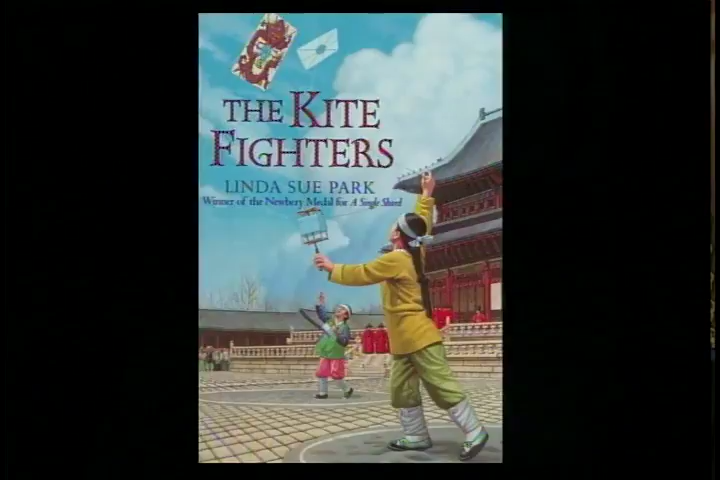 THE KITE
FIGHTERS
LINDA SUE PARK
Winner of the Newbery Medal for A Single Shard